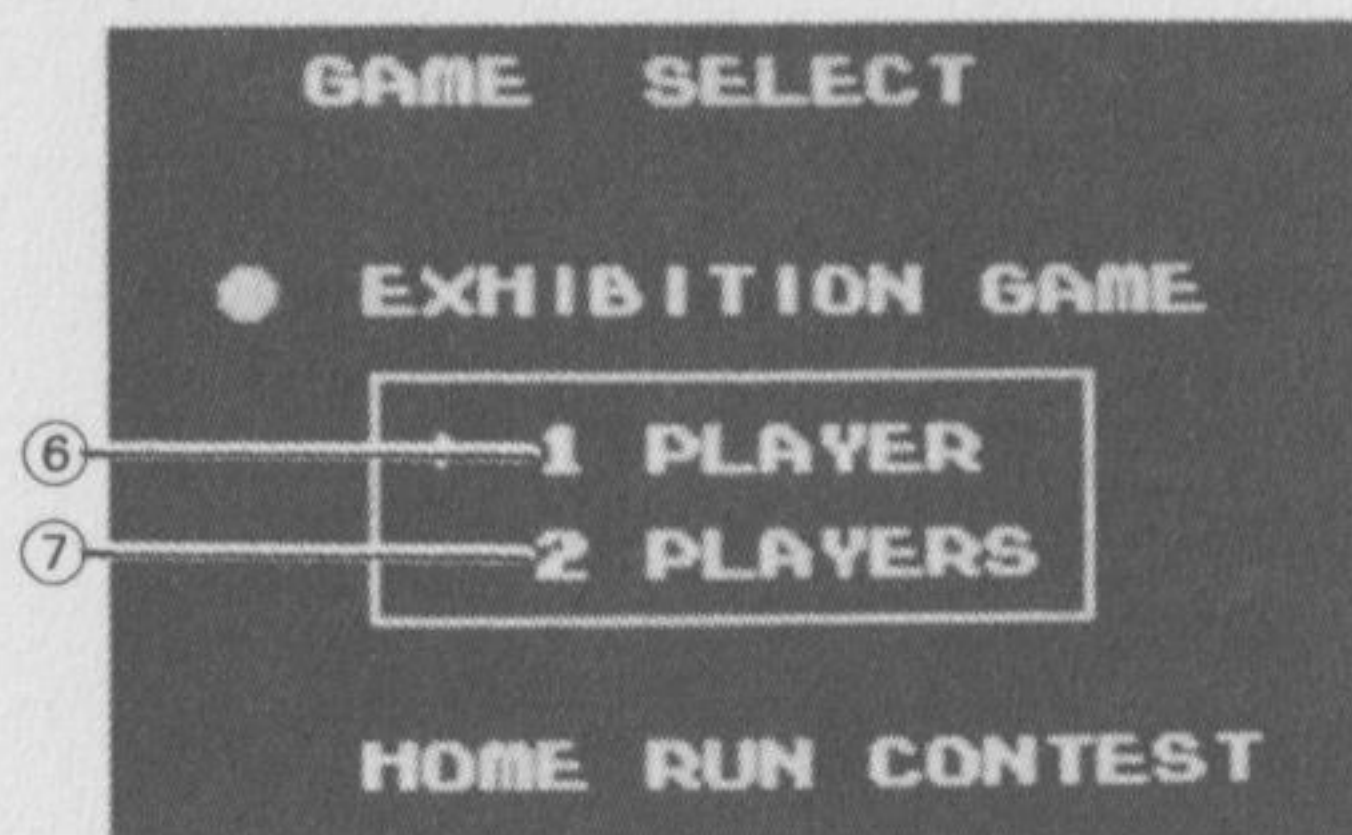 GAME SELECT
● EXHIBITION GAME
⑥ 1 PLAYER
⑦ 2 PLAYERS
HOME RUN CONTEST